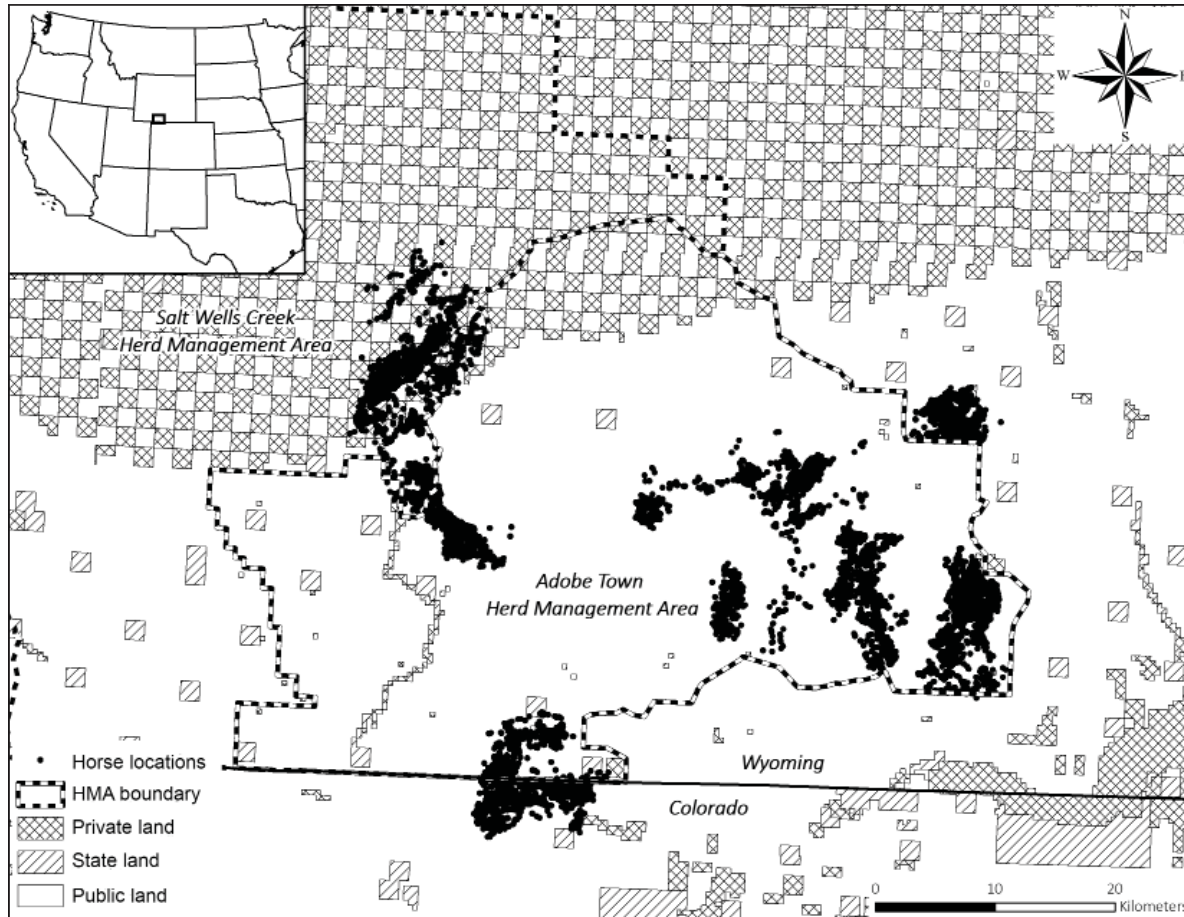 N
W
E
S
Salt Wells Creek
Herd Management Area
Adobe Town
Herd Management Area
Wyoming
Colorado
Horse locations
HMA boundary
Private land
State land
Public land
0 10 20
Kilometers